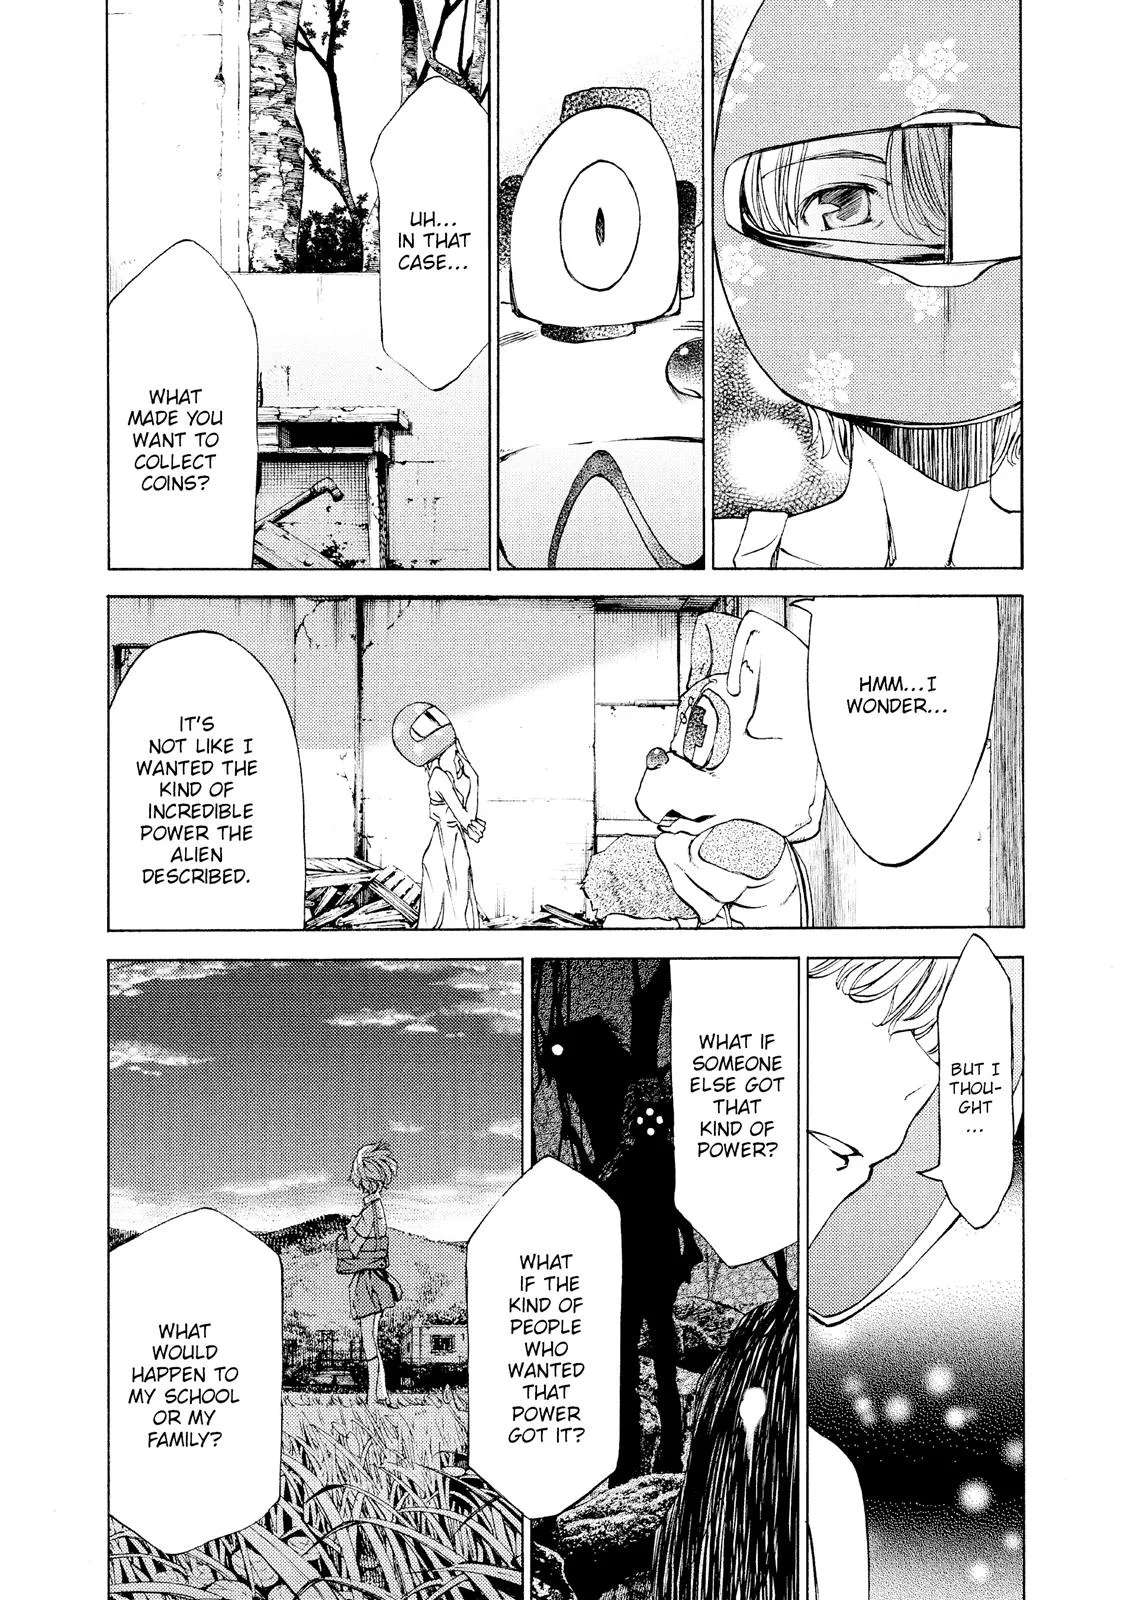 UH...
IN THAT
CASE...
WHAT
MADE YOU
WANT TO
COLLECT
COINS?
HMM...I
WONDER...
IT'S
NOT LIKE I
WANTED THE
KIND OF
INCREDIBLE
POWER THE
ALIEN
DESCRIBED.
BUT I
THOU-
GHT
...
WHAT IF
SOMEONE
ELSE GOT
THAT
KIND OF
POWER?
WHAT
IF THE
KIND OF
PEOPLE
WHO
WANTED
THAT
POWER
GOT IT?
WHAT
WOULD
HAPPEN TO
MY SCHOOL
OR MY
FAMILY?